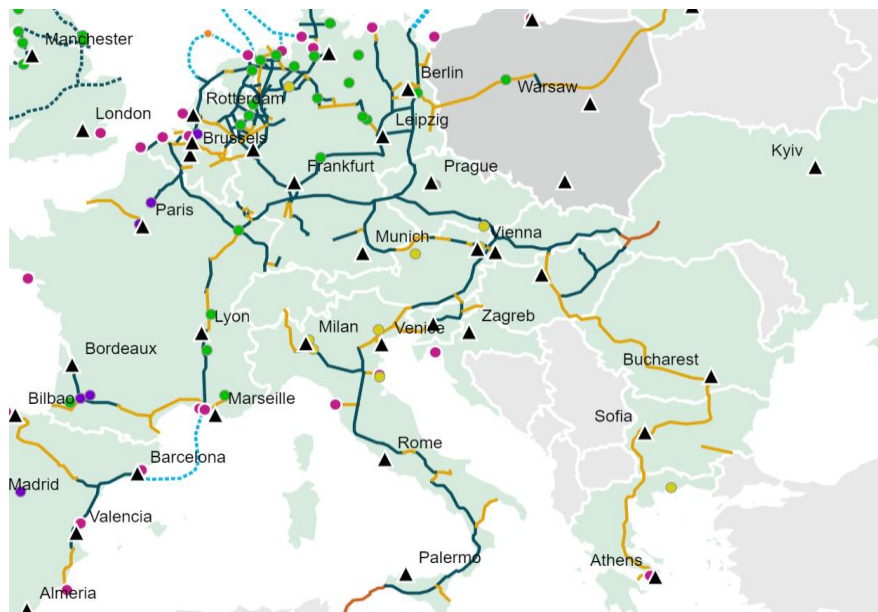 Manchester
London
Rotterdam
Berlin
Warsaw
Leipzig
Brussels
Frankfurt
Prague
Kyiv
Paris
Munich
Vienna
Lyon
Milan
Venice
Zagreb
Bordeaux
Bucharest
Bilbao
Marseille
Sofia
Rome
Barcelona
Madrid
Valencia
Palermo
Athens
Almeria